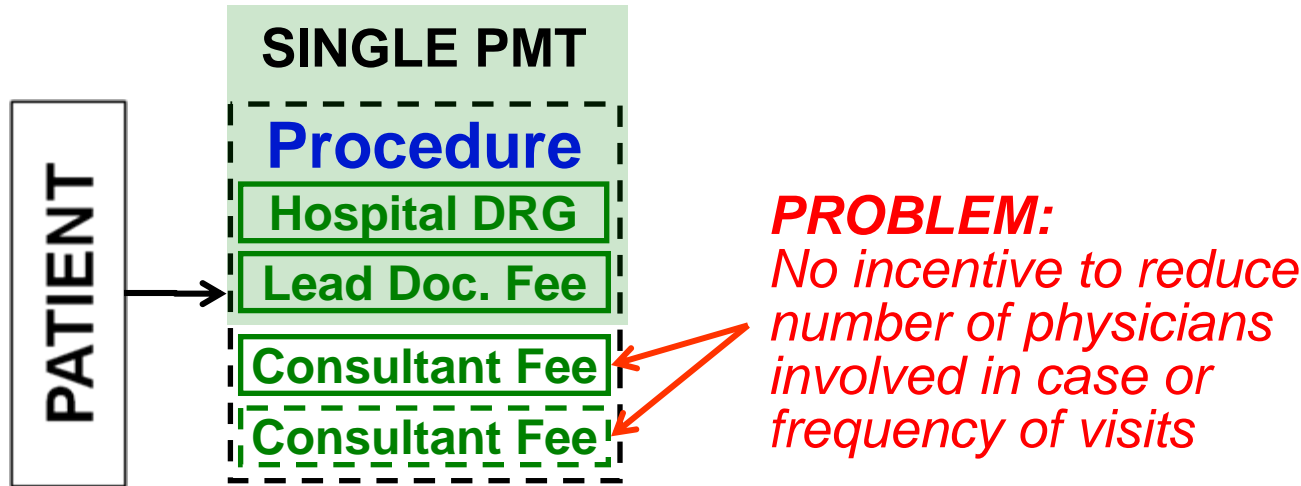 SINGLE PMT
PATIENT
Procedure
Hospital DRG
Lead Doc. Fee
Consultant Fee
Consultant Fee
PROBLEM:
No incentive to reduce
number of physicians
involved in case or
frequency of visits